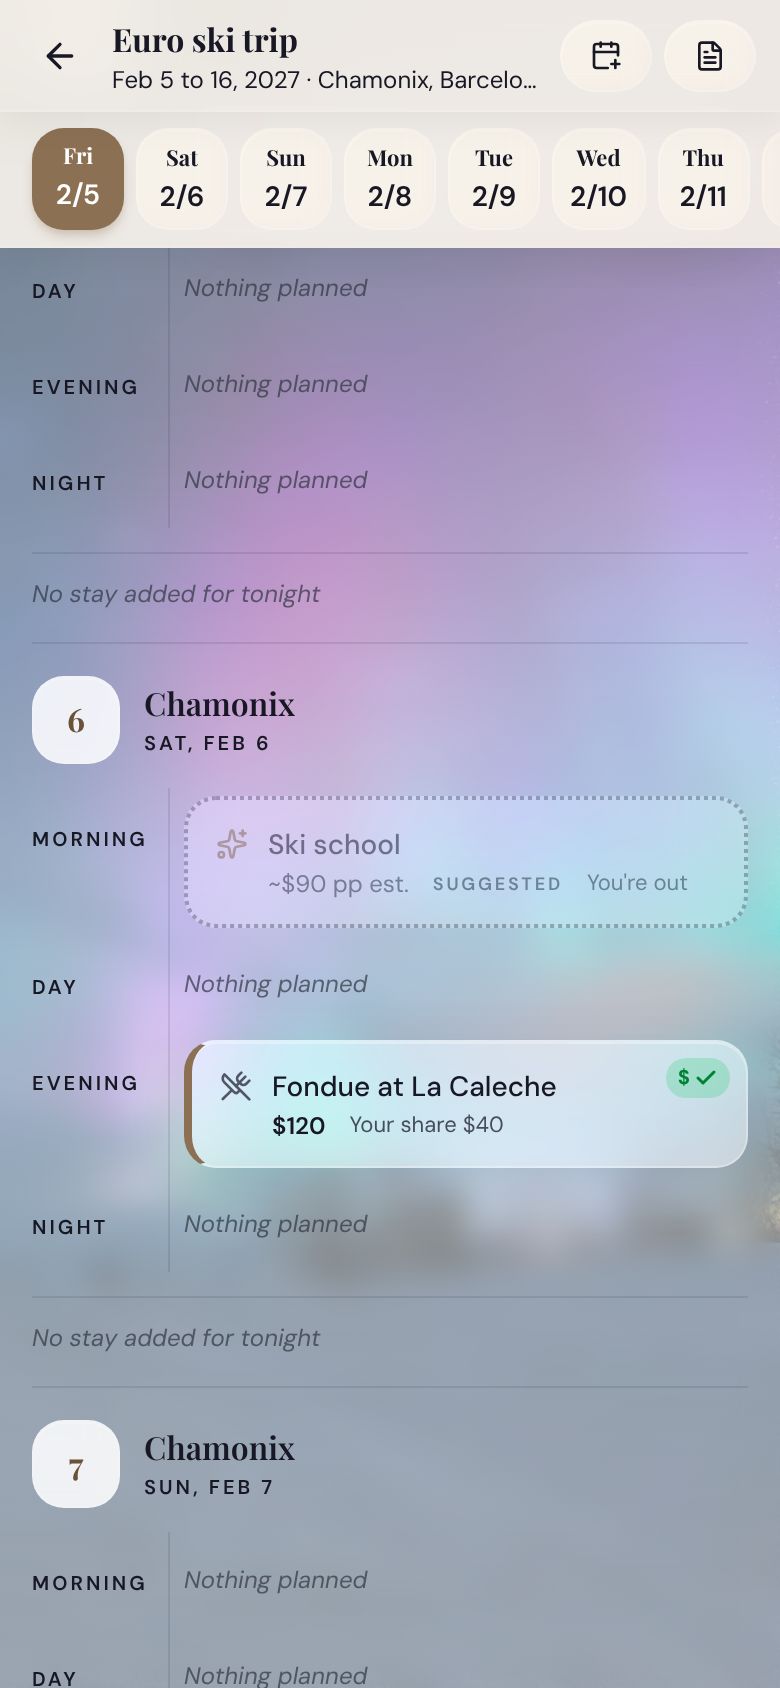 Euro ski trip
Feb 5 to 16, 2027 · Chamonix, Barcelo...
Fri Sat Sun Mon Tue Wed Thu
2/5 2/6 2/7 2/8 2/9 2/10 2/11
DAY Nothing planned
EVENING Nothing planned
NIGHT Nothing planned
No stay added for tonight
6 Chamonix
SAT, FEB 6
MORNING Ski school
~$90 pp est. SUGGESTED You're out
DAY Nothing planned
EVENING Fondue at La Caleche $
$120 Your share $40
NIGHT Nothing planned
No stay added for tonight
7 Chamonix
SUN, FEB 7
MORNING Nothing planned
DAY Nothing planned